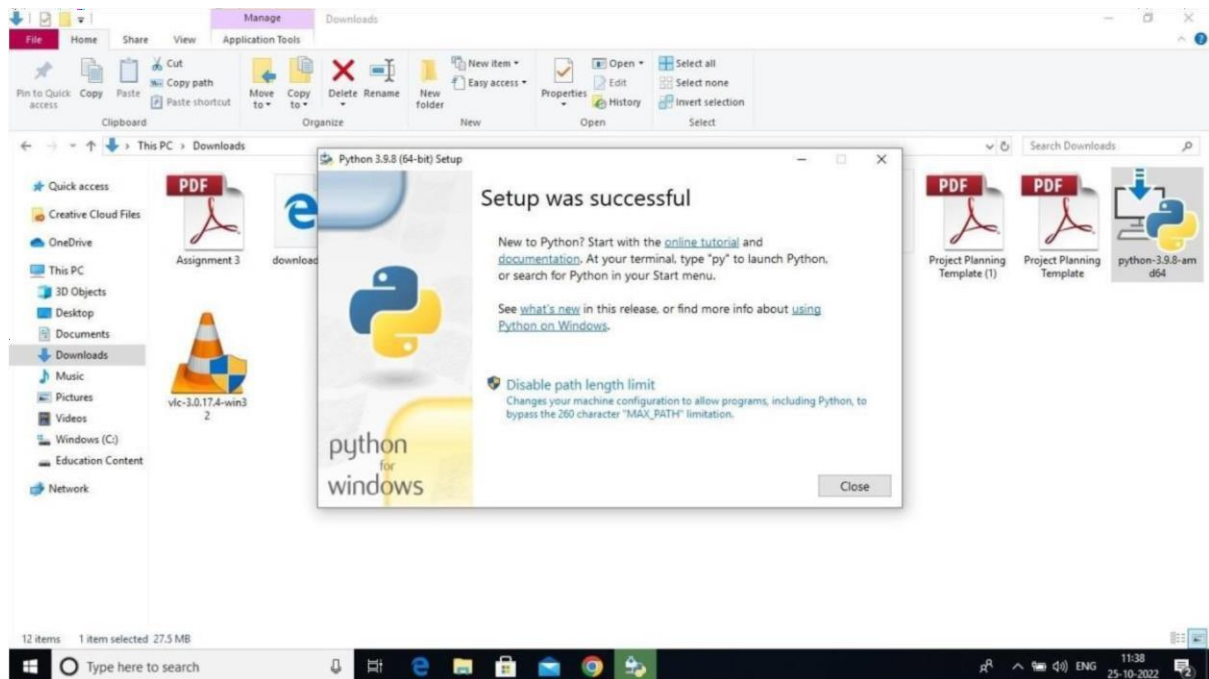 Manage
Downloads
File
Home
Share
View
Application Tools
Pin to Quick
access
Copy
Paste
Cut
Copy path
Paste shortcut
Clipboard
Move
to
Copy
to
Delete
Rename
Organize
New
folder
New item
Easy access
New
Properties
Open
Edit
History
Open
Select all
Select none
Invert selection
Select
This PC › Downloads
Search Downloads
Quick access
Creative Cloud Files
OneDrive
This PC
3D Objects
Desktop
Documents
Downloads
Music
Pictures
Videos
Windows (C:)
Education Content
Network
PDF
Assignment 3
download
vlc-3.0.17.4-win3
2
Python 3.9.8 (64-bit) Setup
Setup was successful
New to Python? Start with the online tutorial and
documentation. At your terminal, type "py" to launch Python,
or search for Python in your Start menu.
See what's new in this release, or find more info about using
Python on Windows.
Disable path length limit
Changes your machine configuration to allow programs, including Python, to
bypass the 260 character "MAX_PATH" limitation.
python
for
windows
Close
PDF
Project Planning
Template (1)
PDF
Project Planning
Template
python-3.9.8-am
d64
12 items
1 item selected 27.5 MB
Type here to search
ENG
11:38
25-10-2022
2